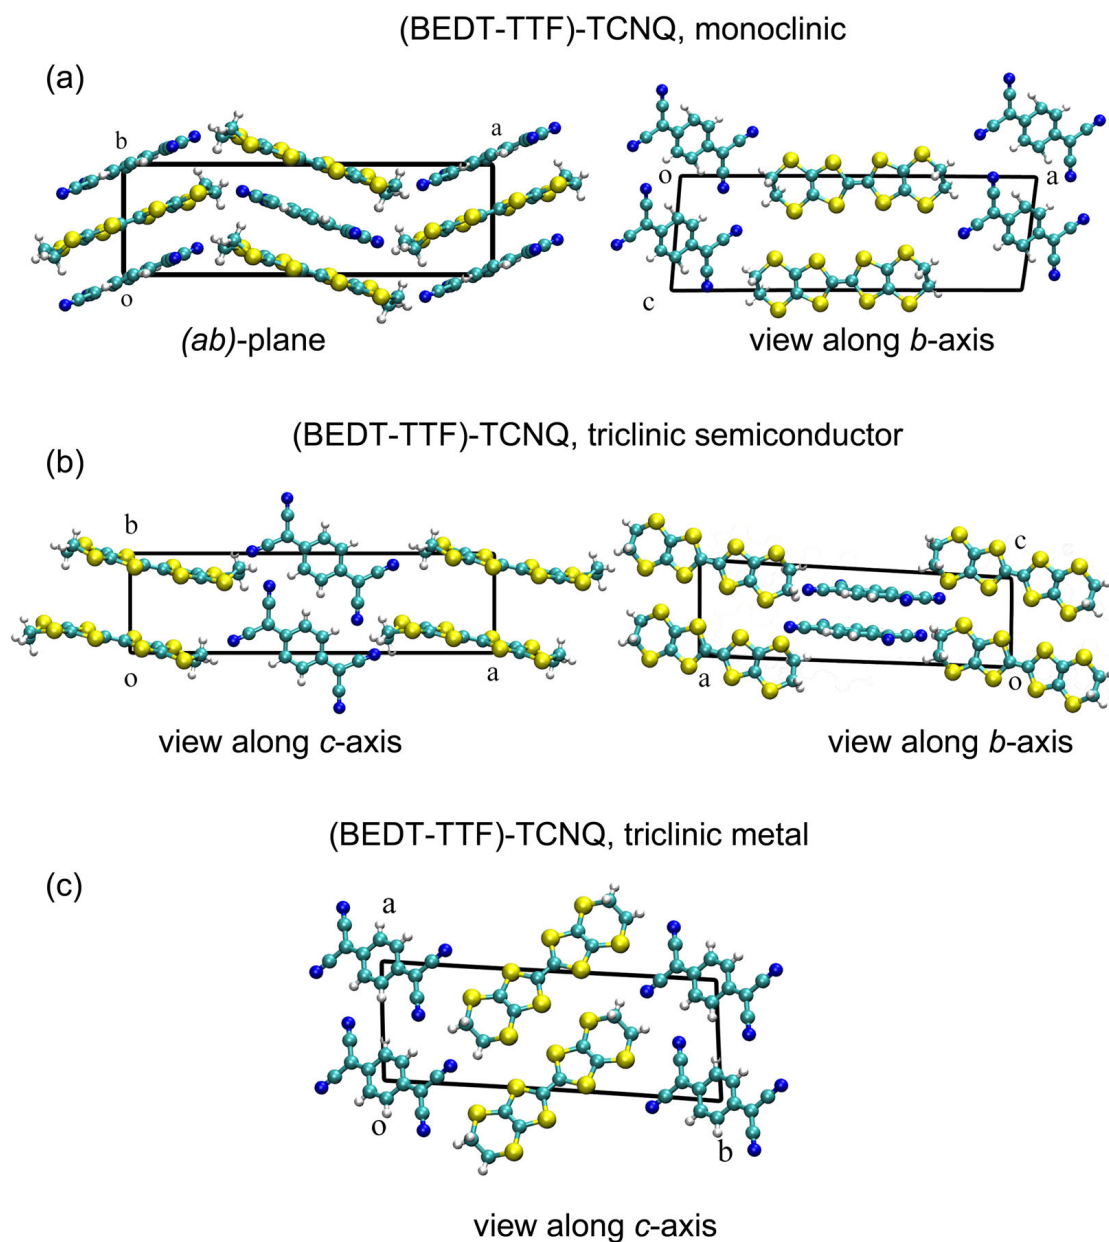 (BEDT-TTF)-TCNQ, monoclinic
(a)
b
a
o
(ab)-plane
o
a
c
view along b-axis
(BEDT-TTF)-TCNQ, triclinic semiconductor
(b)
b
o
a
view along c-axis
c
a
o
view along b-axis
(BEDT-TTF)-TCNQ, triclinic metal
(c)
a
o
b
view along c-axis